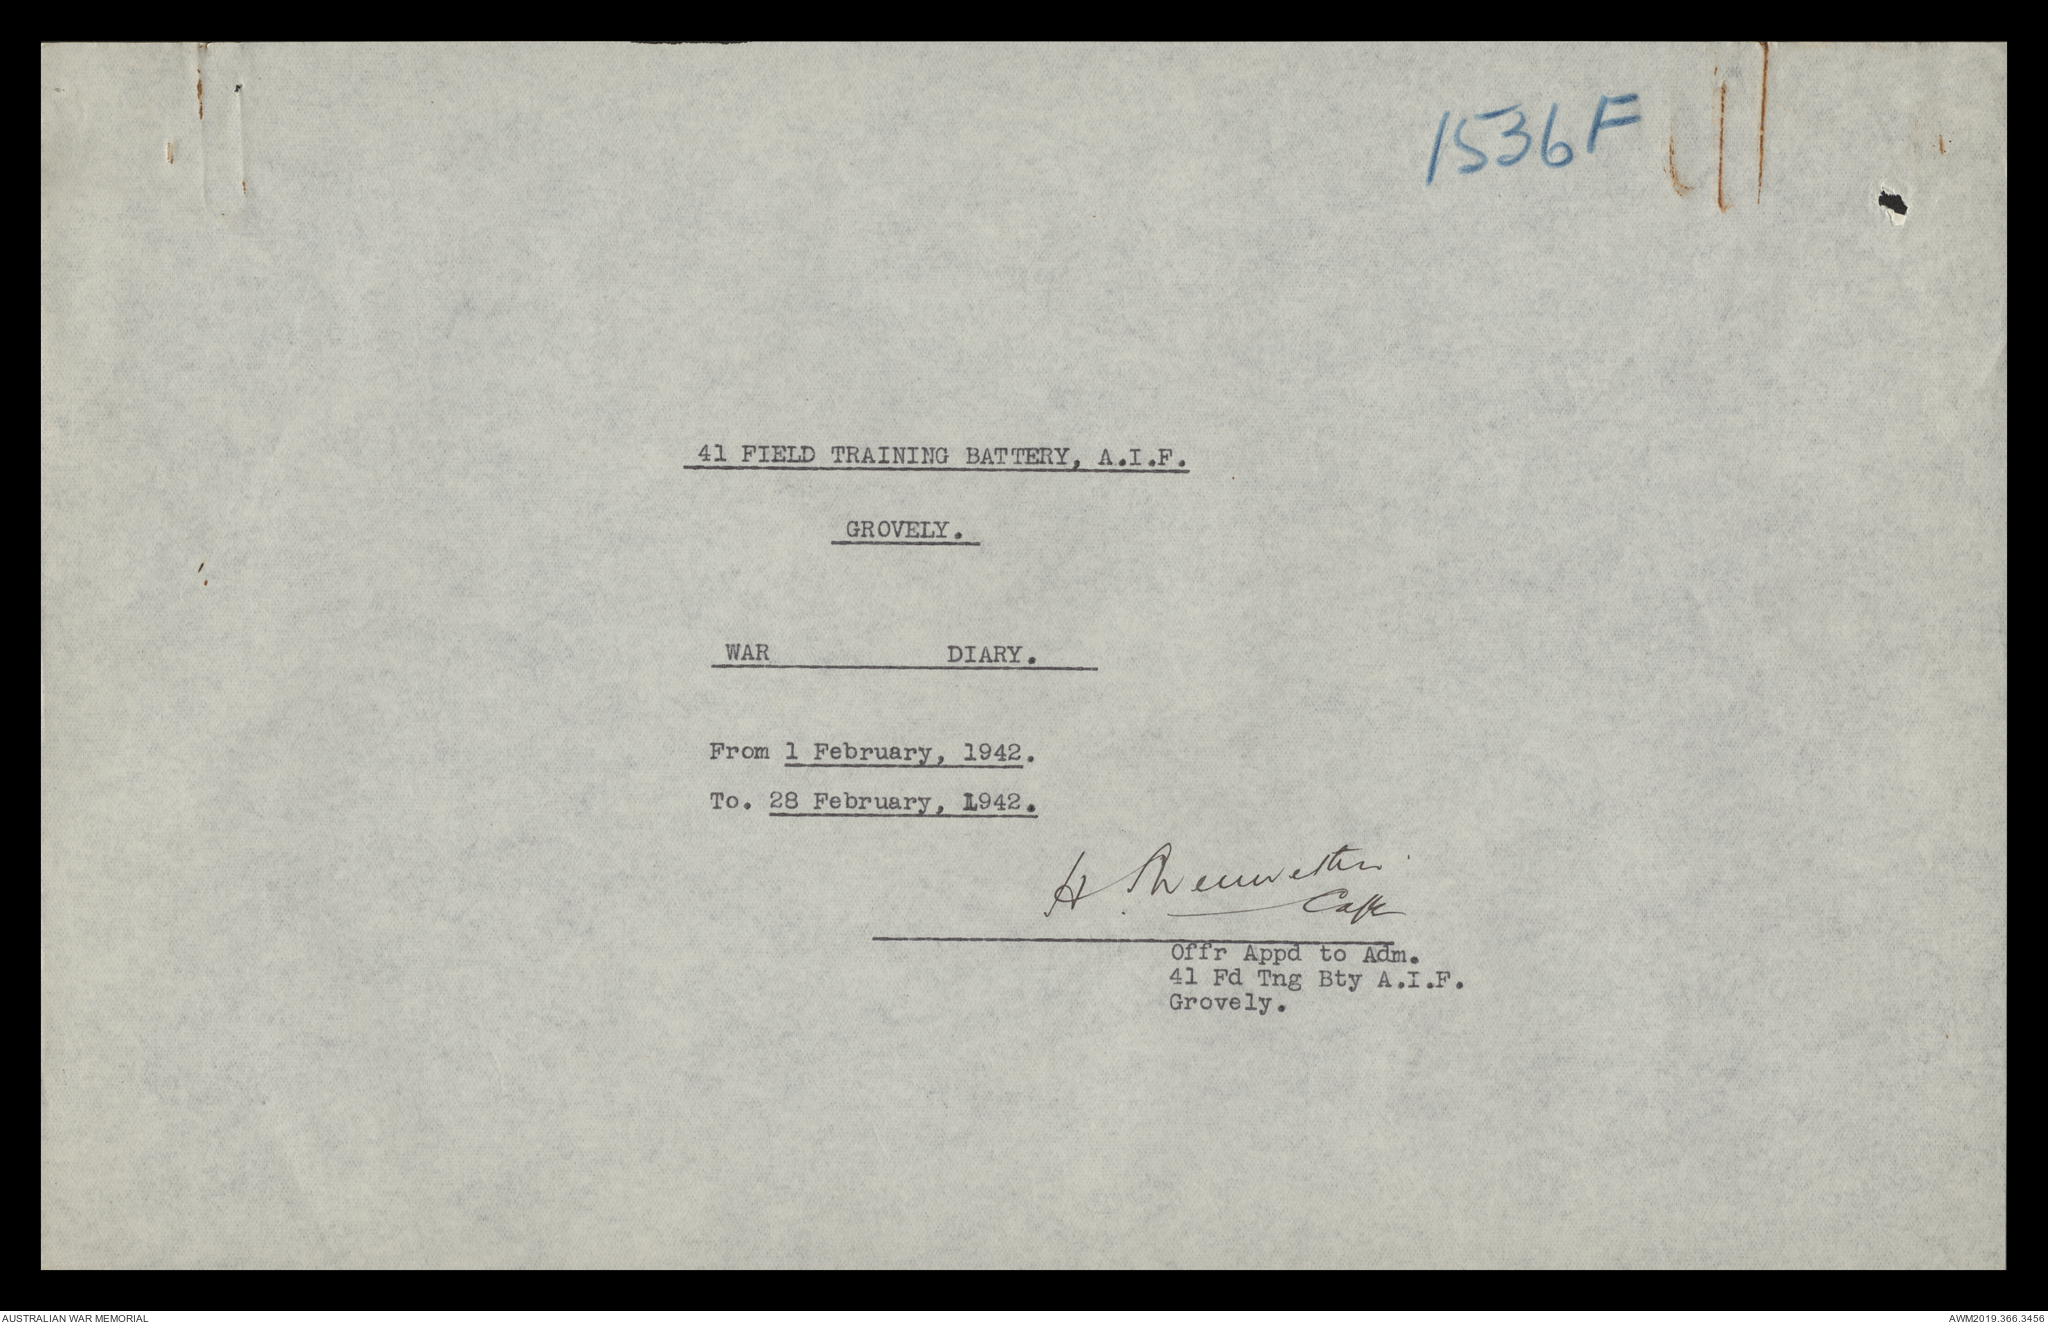 1536F
41 FIELD TRAINING BATTERY, A.I.F.
GROVELY.
WAR DIARY.
From 1 February, 1942.
To. 28 February, 1942.
H.
Capt
Offr Appd to Adm.
41 Fd Tng Bty A.I.F.
Grovely.
AUSTRALIAN WAR MEMORIAL
AWM2019.366.3456